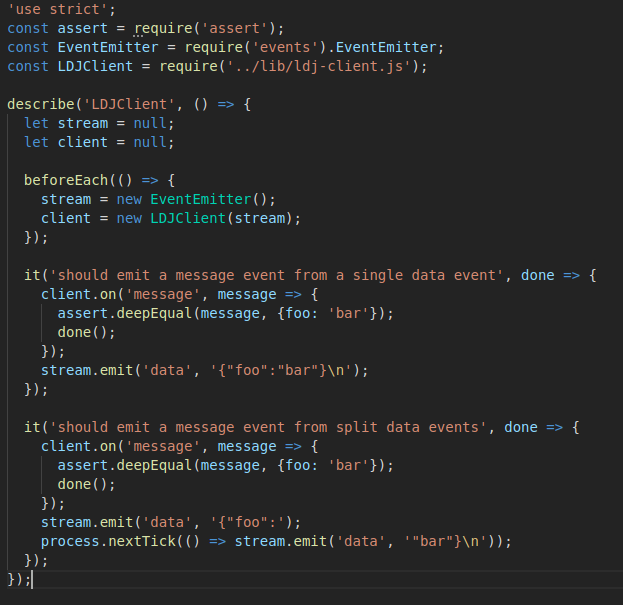 'use strict';
const assert = require('assert');
const EventEmitter = require('events').EventEmitter;
const LDJClient = require('../lib/ldj-client.js');

describe('LDJClient', () => {
  let stream = null;
  let client = null;

  beforeEach(() => {
    stream = new EventEmitter();
    client = new LDJClient(stream);
  });

  it('should emit a message event from a single data event', done => {
    client.on('message', message => {
      assert.deepEqual(message, {foo: 'bar'});
      done();
    });
    stream.emit('data', '{"foo":"bar"}\n');
  });

  it('should emit a message event from split data events', done => {
    client.on('message', message => {
      assert.deepEqual(message, {foo: 'bar'});
      done();
    });
    stream.emit('data', '{"foo":');
    process.nextTick(() => stream.emit('data', '"bar"}\n'));
  });
});